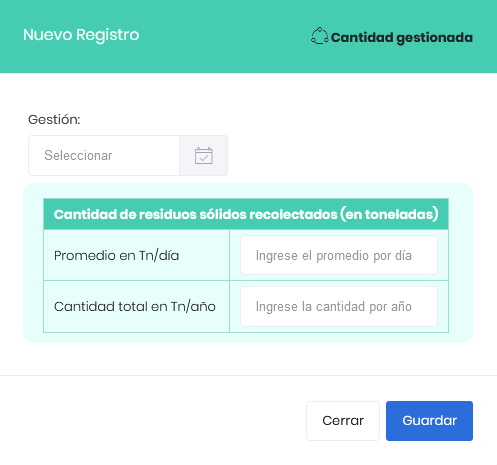 Nuevo Registro
Cantidad gestionada
Gestión:
Seleccionar
Cantidad de residuos sólidos recolectados (en toneladas)
Promedio en Tn/día
Ingrese el promedio por día
Cantidad total en Tn/año
Ingrese la cantidad por año
Cerrar
Guardar